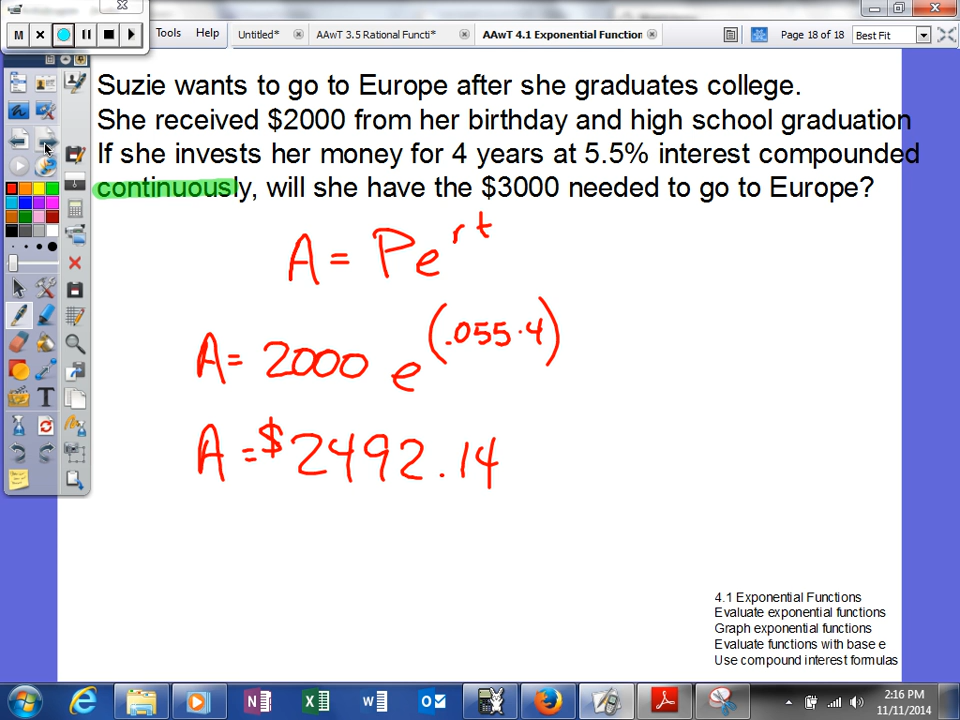 M
Tools Help Untitled* AAwT 3.5 Rational Functi* AAwT 4.1 Exponential Function Page 18 of 18 Best Fit
Suzie wants to go to Europe after she graduates college.
She received $2000 from her birthday and high school graduation
If she invests her money for 4 years at 5.5% interest compounded
continuously, will she have the $3000 needed to go to Europe?
A = Pe^rt
A = 2000 e^(.055·4)
A = $2492.14
4.1 Exponential Functions
Evaluate exponential functions
Graph exponential functions
Evaluate functions with base e
Use compound interest formulas
2:16 PM
11/11/2014